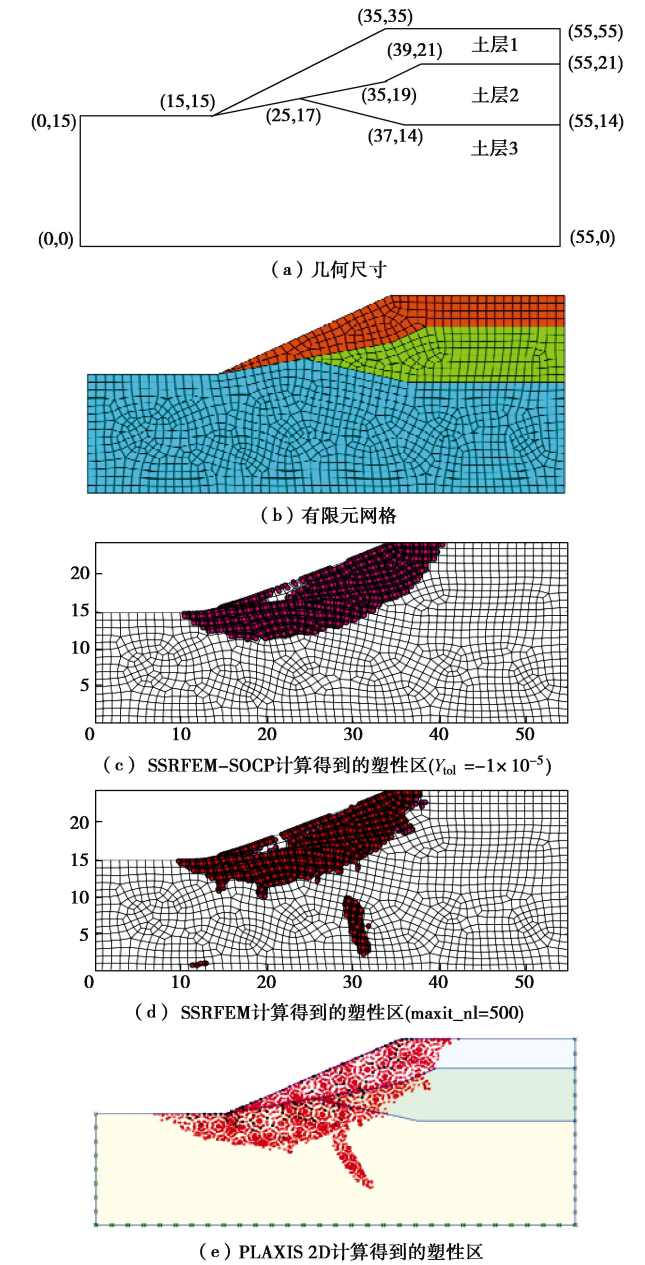 (35,35)
(55,55)
土层1
(39,21)
(55,21)
(15,15)
(35,19)
土层2
(0,15)
(25,17)
(55,14)
(37,14)
土层3
(0,0)
(55,0)
(a)几何尺寸
(b)有限元网格
20
15
10
5
0 10 20 30 40 50
(c) SSRFEM-SOCP计算得到的塑性区(Ytol =-1×10⁻⁵)
20
15
10
5
0 10 20 30 40 50
(d) SSRFEM计算得到的塑性区(maxit_nl=500)
(e)PLAXIS 2D计算得到的塑性区